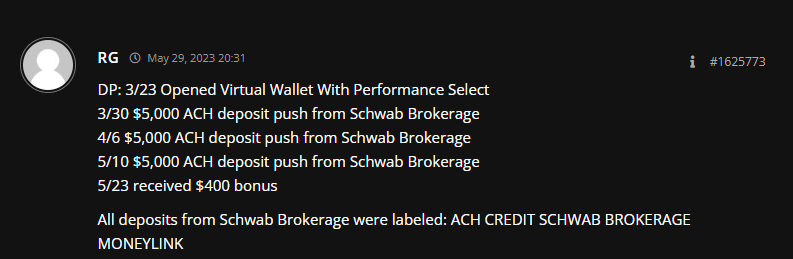 RG May 29, 2023 20:31 #1625773
DP: 3/23 Opened Virtual Wallet With Performance Select
3/30 $5,000 ACH deposit push from Schwab Brokerage
4/6 $5,000 ACH deposit push from Schwab Brokerage
5/10 $5,000 ACH deposit push from Schwab Brokerage
5/23 received $400 bonus
All deposits from Schwab Brokerage were labeled: ACH CREDIT SCHWAB BROKERAGE
MONEYLINK